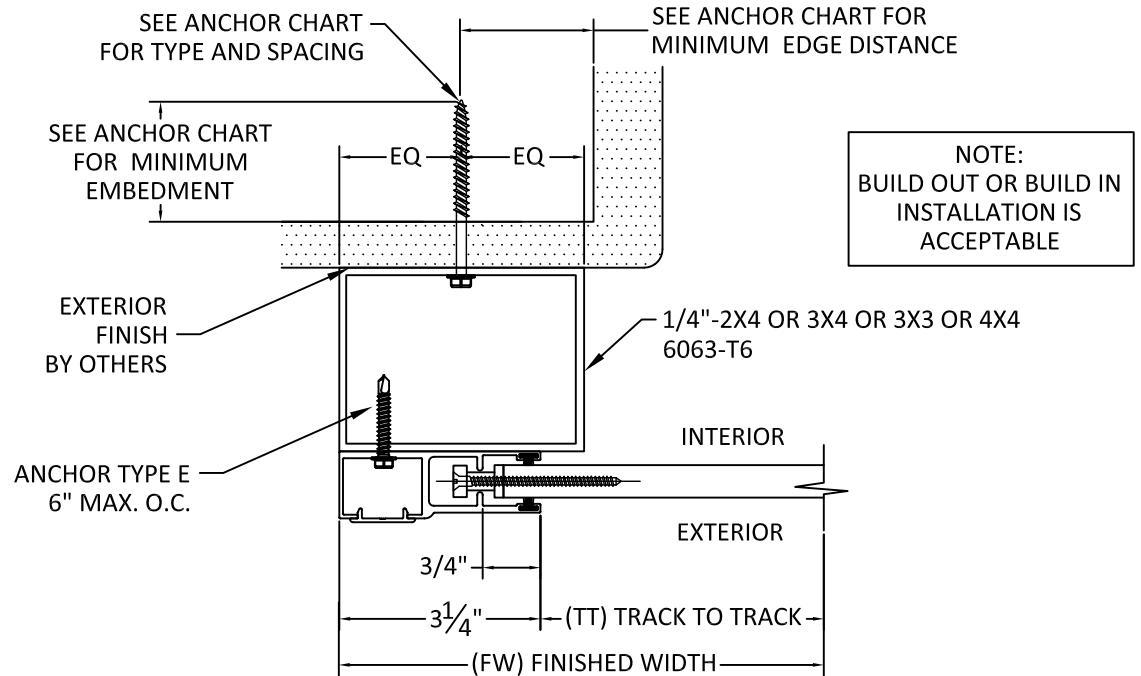 SEE ANCHOR CHART
FOR TYPE AND SPACING
SEE ANCHOR CHART FOR
MINIMUM EDGE DISTANCE
SEE ANCHOR CHART
FOR MINIMUM
EMBEDMENT
EQ EQ
NOTE:
BUILD OUT OR BUILD IN
INSTALLATION IS
ACCEPTABLE
EXTERIOR
FINISH
BY OTHERS
1/4"-2X4 OR 3X4 OR 3X3 OR 4X4
6063-T6
INTERIOR
ANCHOR TYPE E
6" MAX. O.C.
EXTERIOR
3/4"
3 1/4"
(TT) TRACK TO TRACK
(FW) FINISHED WIDTH